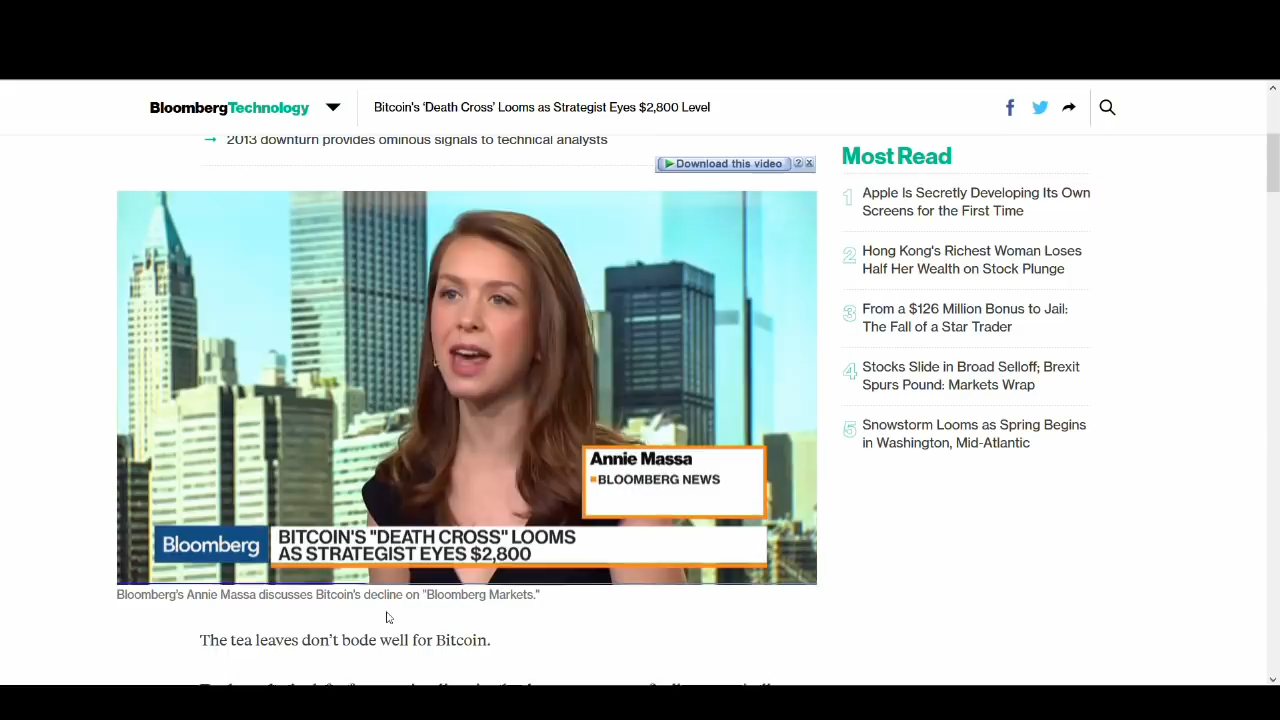 BloombergTechnology
Bitcoin's ‘Death Cross’ Looms as Strategist Eyes $2,800 Level
→ 2013 downturn provides ominous signals to technical analysts
Download this video ? x
Most Read
1 Apple Is Secretly Developing Its Own
Screens for the First Time
2 Hong Kong's Richest Woman Loses
Half Her Wealth on Stock Plunge
3 From a $126 Million Bonus to Jail:
The Fall of a Star Trader
4 Stocks Slide in Broad Selloff; Brexit
Spurs Pound: Markets Wrap
5 Snowstorm Looms as Spring Begins
in Washington, Mid-Atlantic
Annie Massa
BLOOMBERG NEWS
Bloomberg
BITCOIN'S "DEATH CROSS" LOOMS
AS STRATEGIST EYES $2,800
Bloomberg's Annie Massa discusses Bitcoin's decline on "Bloomberg Markets."
The tea leaves don’t bode well for Bitcoin.